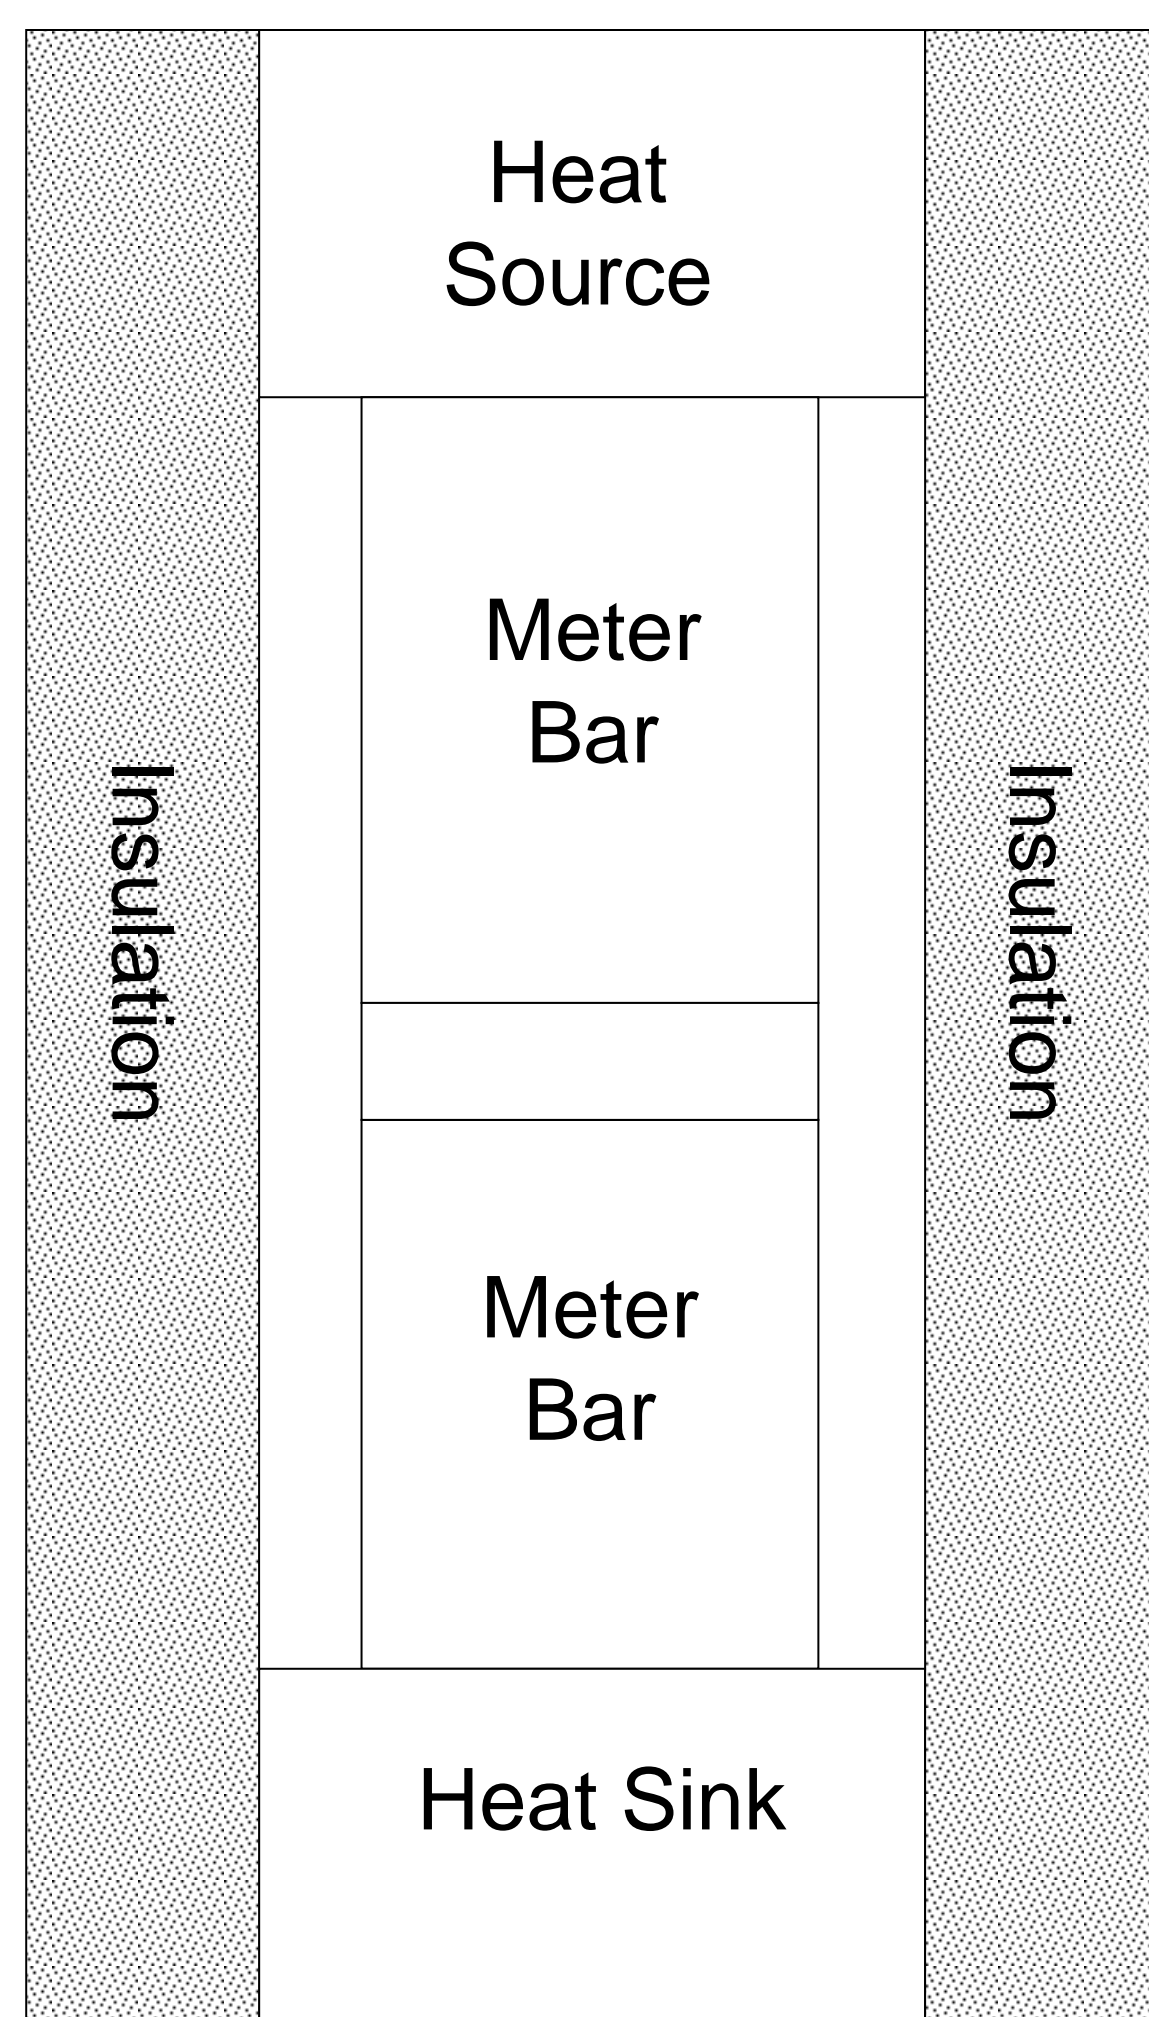 Heat
Source
Meter
Bar
Insulation
Insulation
Meter
Bar
Heat Sink